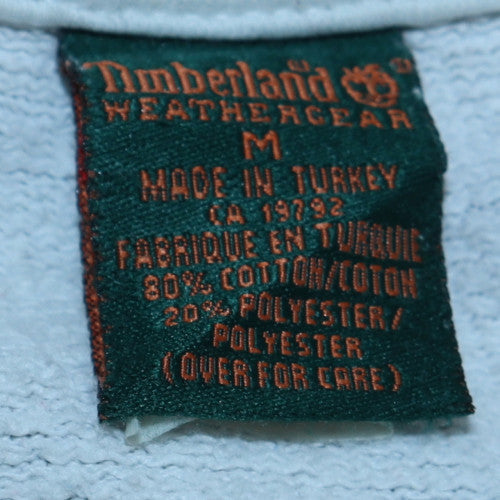 Timberland
WEATHERGEAR
M
MADE IN TURKEY
CA 19792
FABRIQUE EN TURQUIE
80% COTTON/COTON
20% POLYESTER/
POLYESTER
(OVER FOR CARE)